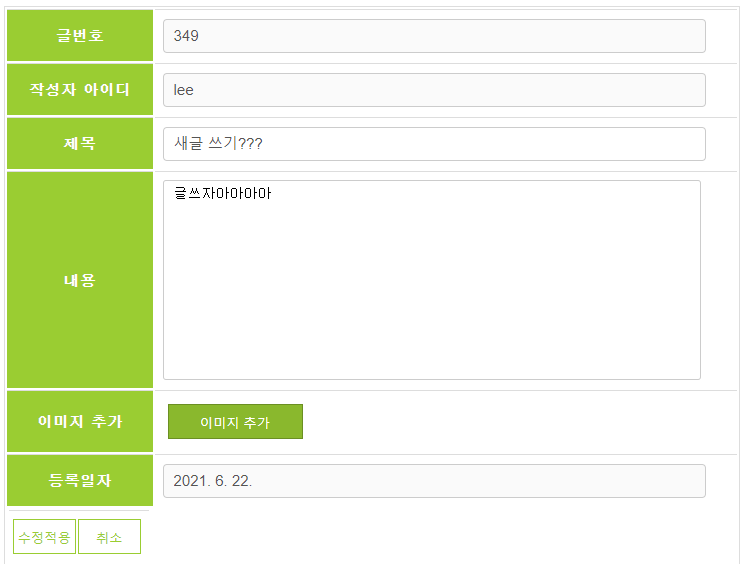 글번호 349
작성자 아이디 lee
제목 새글 쓰기???
내용 글쓰자아아아아
이미지 추가 이미지 추가
등록일자 2021. 6. 22.
수정적용 취소